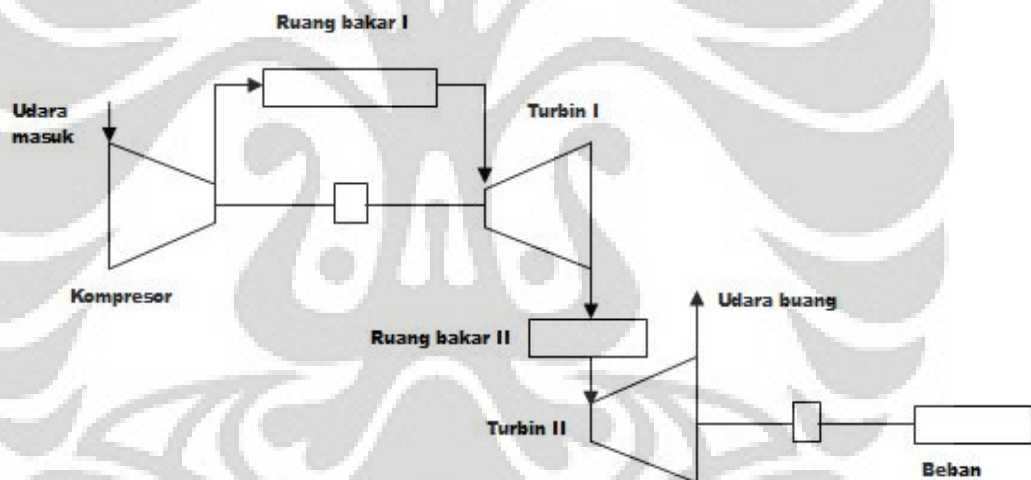 Ruang bakar I
Udara
masuk
Turbin I
Kompresor
Udara buang
Ruang bakar II
Turbin II
Beban